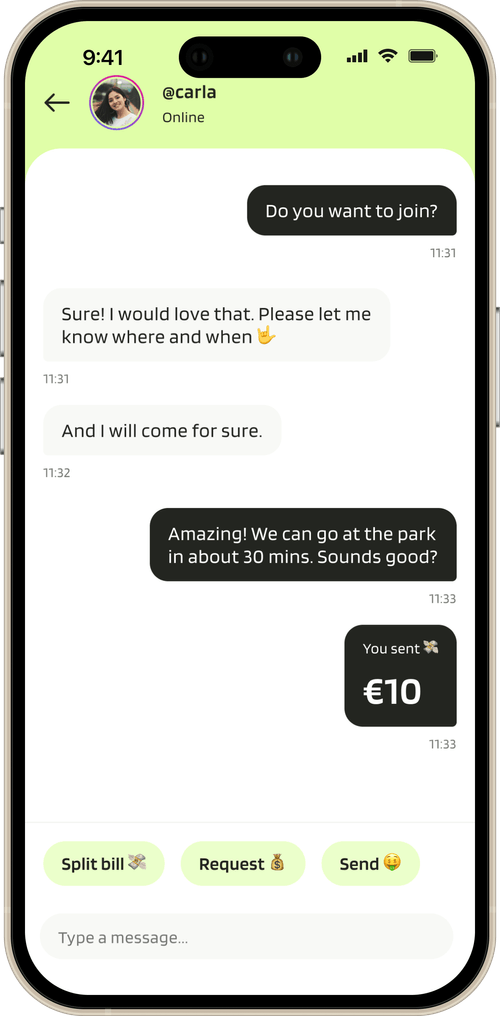 9:41
@carla
Online
Do you want to join?
11:31
Sure! I would love that. Please let me
know where and when 🤟
11:31
And I will come for sure.
11:32
Amazing! We can go at the park
in about 30 mins. Sounds good?
11:33
You sent 💸
€10
11:33
Split bill 💸
Request 💰
Send 🤑
Type a message...